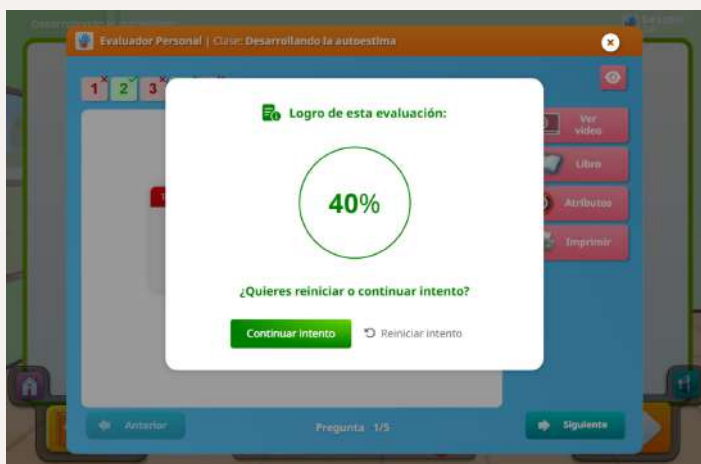 Evaluador Personal | Clase: Desarrollando la autoestima
1 2 3
Logro de esta evaluación:
40%
¿Quieres reiniciar o continuar intento?
Continuar intento
Reiniciar intento
Ver
video
Libro
Atributos
Imprimir
Anterior
Pregunta 1/5
Siguiente